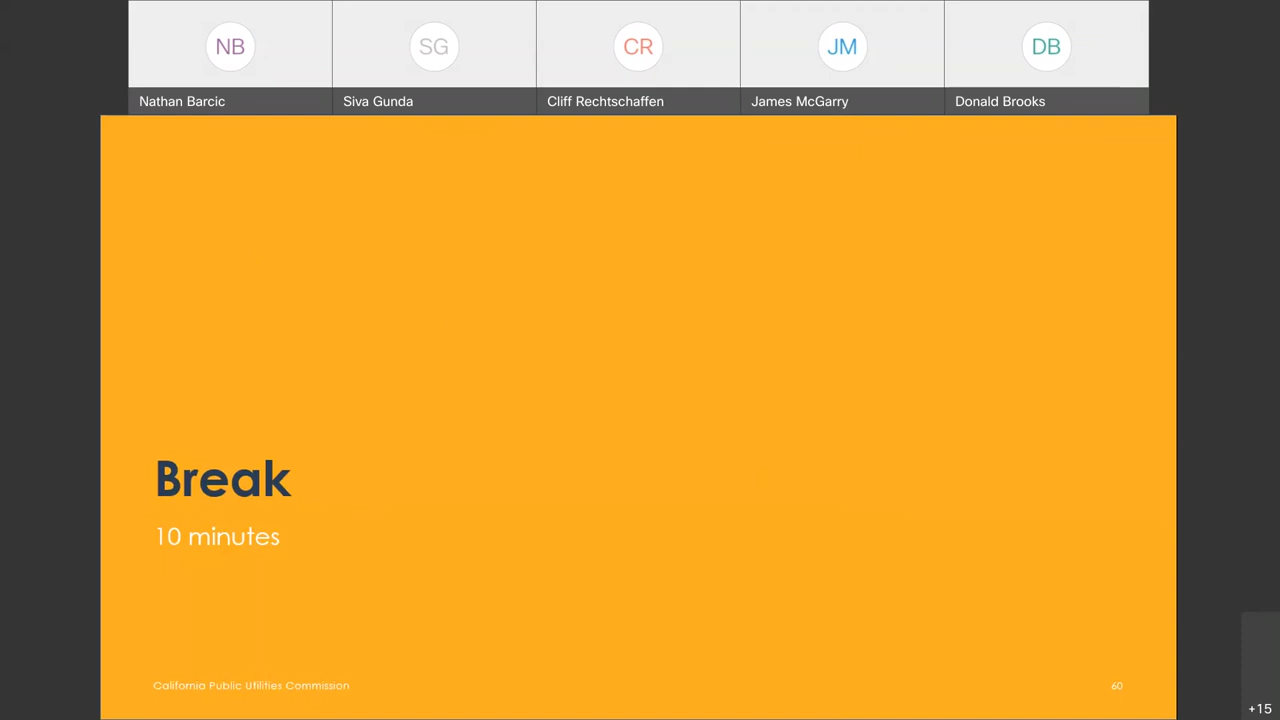 NB SG CR JM DB
Nathan Barcic Siva Gunda Cliff Rechtschaffen James McGarry Donald Brooks
Break
10 minutes
California Public Utilities Commission 60
+15